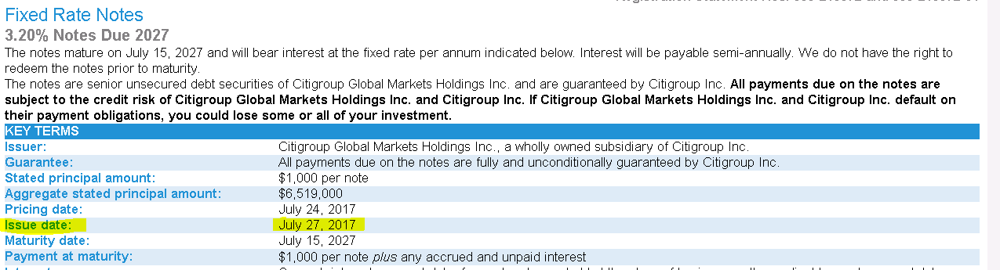 Fixed Rate Notes
3.20% Notes Due 2027
The notes mature on July 15, 2027 and will bear interest at the fixed rate per annum indicated below. Interest will be payable semi-annually. We do not have the right to
redeem the notes prior to maturity.
The notes are senior unsecured debt securities of Citigroup Global Markets Holdings Inc. and are guaranteed by Citigroup Inc. All payments due on the notes are
subject to the credit risk of Citigroup Global Markets Holdings Inc. and Citigroup Inc. If Citigroup Global Markets Holdings Inc. and Citigroup Inc. default on
their payment obligations, you could lose some or all of your investment.
KEY TERMS
Issuer: Citigroup Global Markets Holdings Inc., a wholly owned subsidiary of Citigroup Inc.
Guarantee: All payments due on the notes are fully and unconditionally guaranteed by Citigroup Inc.
Stated principal amount: $1,000 per note
Aggregate stated principal amount: $6,519,000
Pricing date: July 24, 2017
Issue date: July 27, 2017
Maturity date: July 15, 2027
Payment at maturity: $1,000 per note plus any accrued and unpaid interest